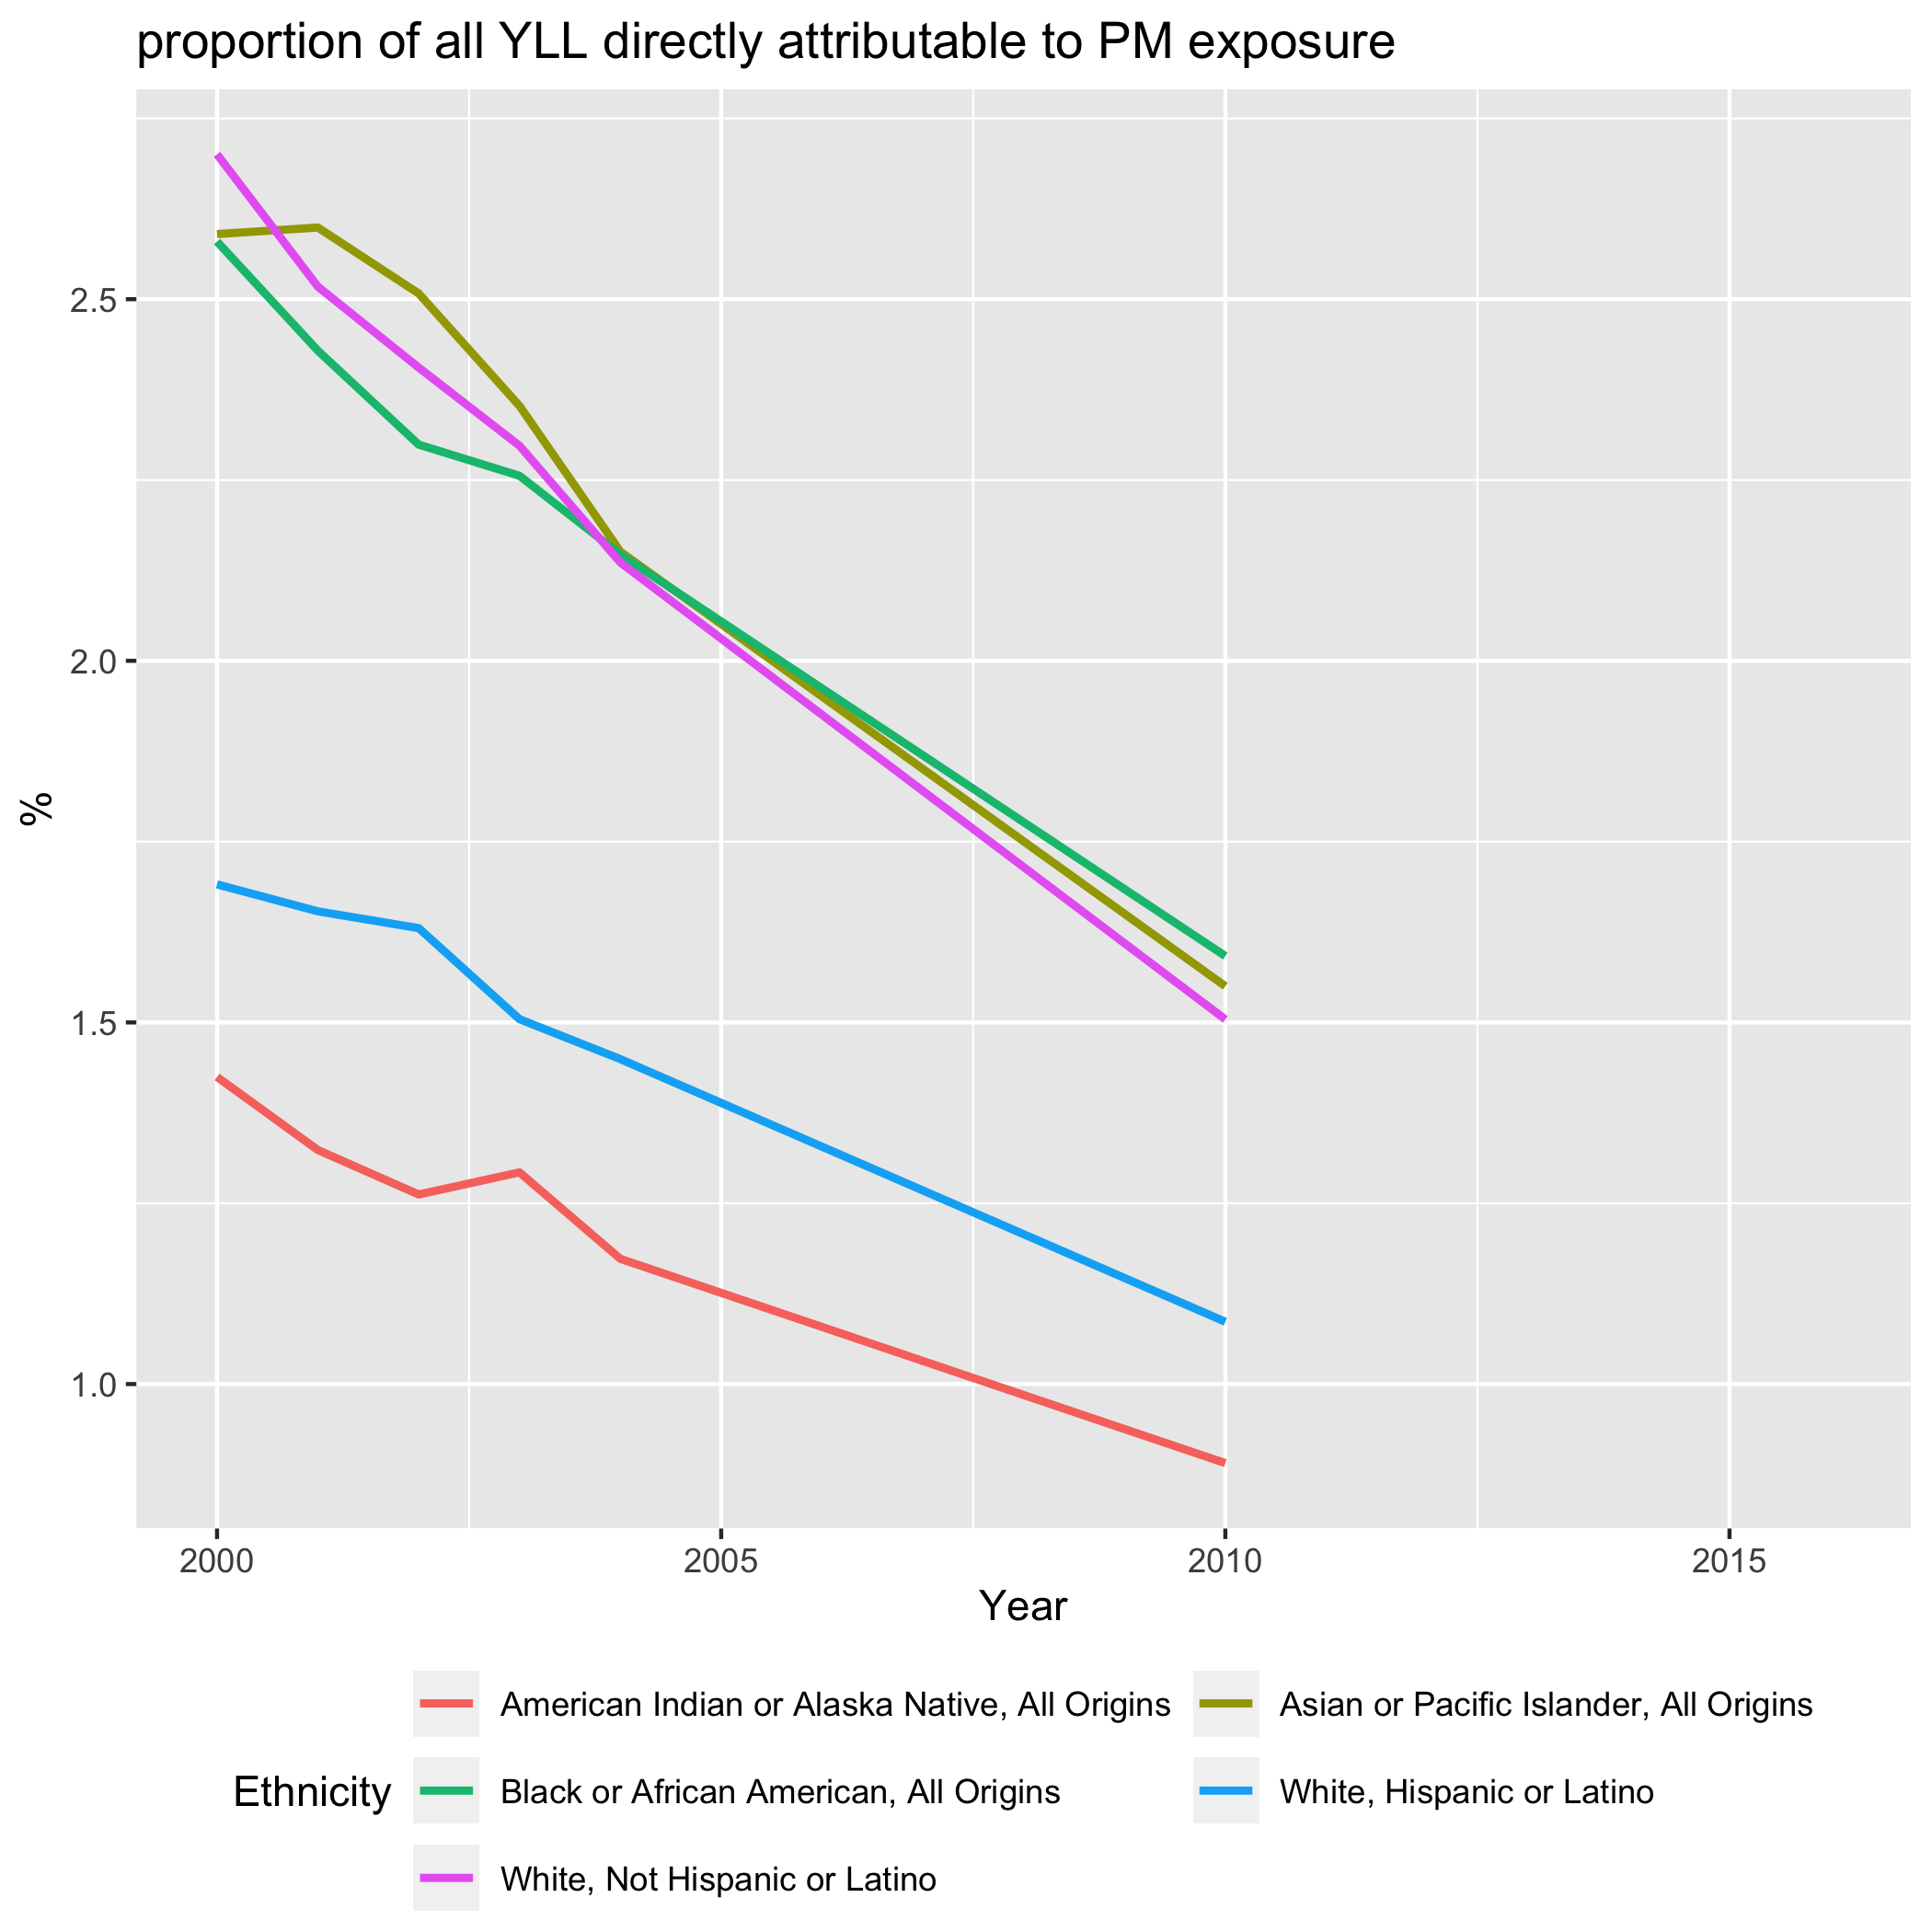 proportion of all YLL directly attributable to PM exposure
2.5
2.0
1.5
1.0
%
2000 2005 2010 2015
Year
Ethnicity
American Indian or Alaska Native, All Origins
Asian or Pacific Islander, All Origins
Black or African American, All Origins
White, Hispanic or Latino
White, Not Hispanic or Latino